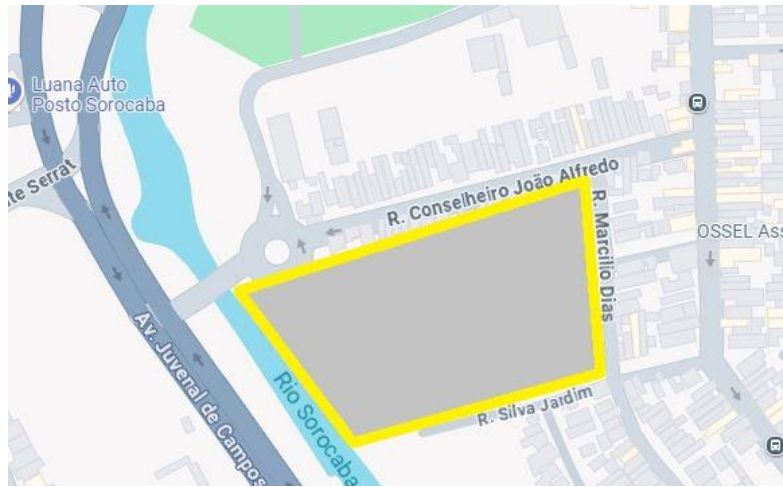 Luana Auto
Posto Sorocaba
te Serrat
R. Conselheiro João Alfredo
R. Marcílio Dias
OSSEL Ass
Av. Juvenal de Campos
Rio Sorocaba
R. Silva Jardim